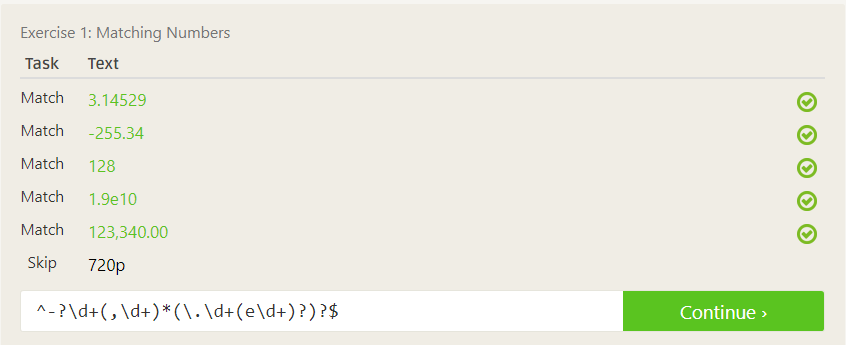 Exercise 1: Matching Numbers
Task Text
Match 3.14529
Match -255.34
Match 128
Match 1.9e10
Match 123,340.00
Skip 720p
^-?\d+(,\d+)*(\.\d+(e\d+)?)?$ Continue ›